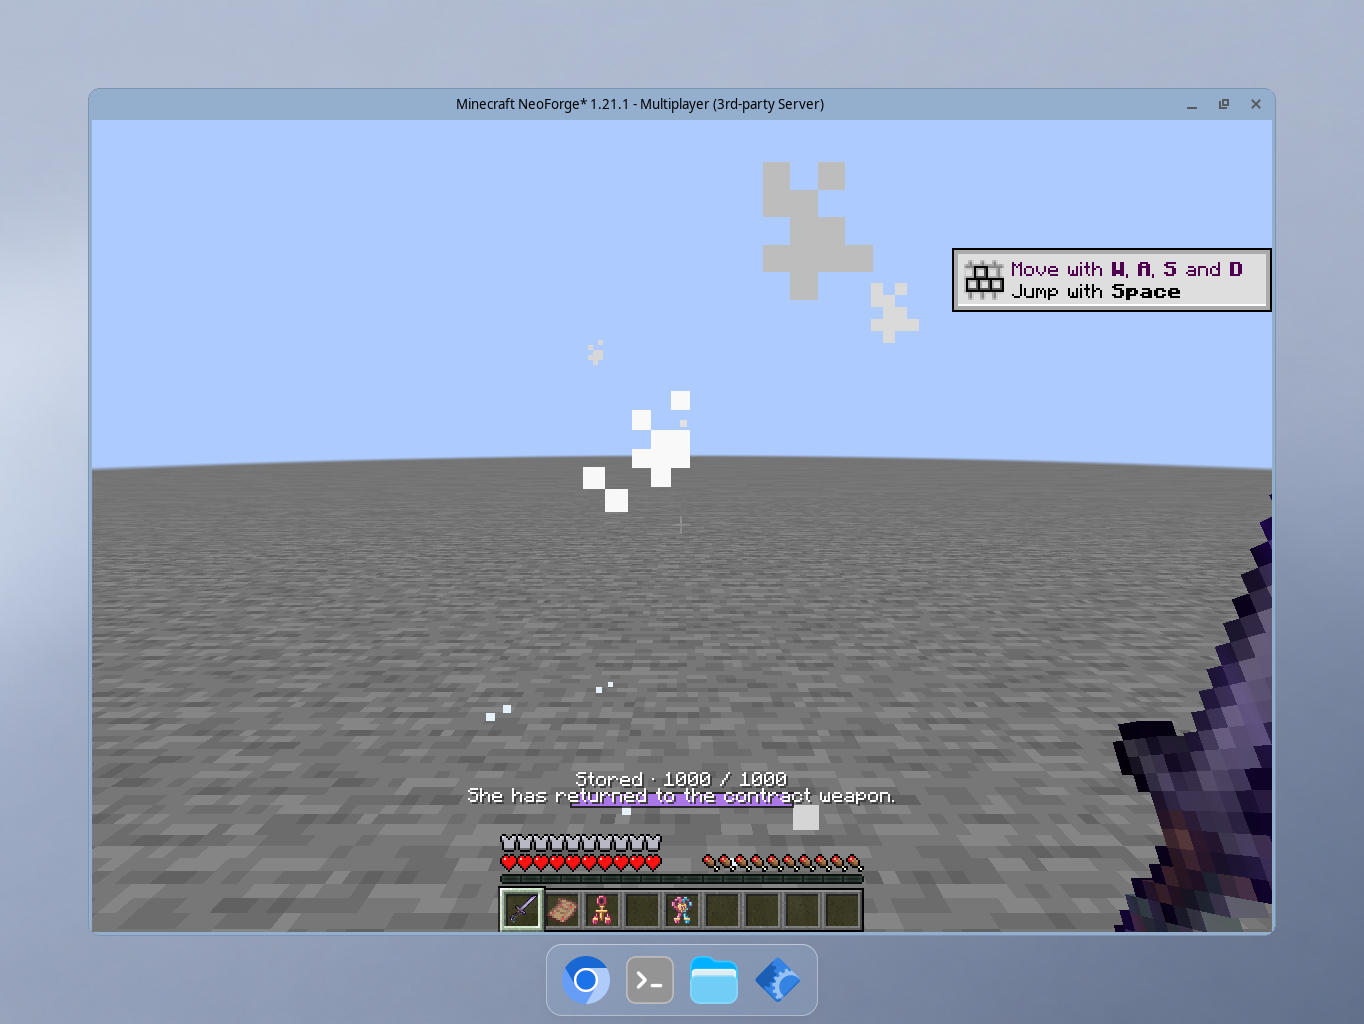 Minecraft NeoForge* 1.21.1 - Multiplayer (3rd-party Server)
Move with W, A, S and D
Jump with Space
Stored · 1000 / 1000
She has returned to the contract weapon.